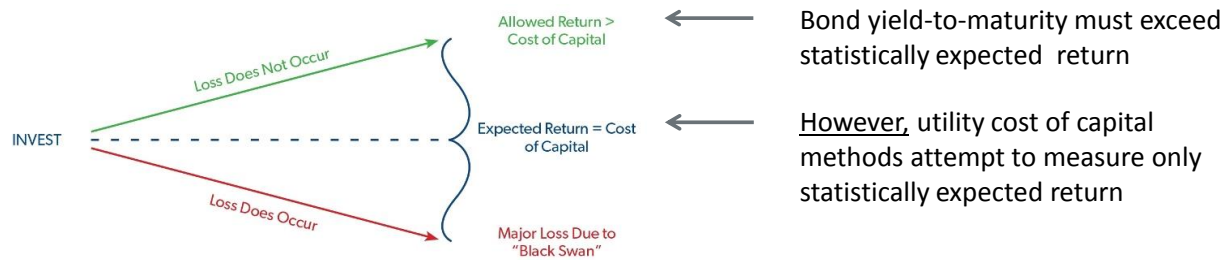 Allowed Return >
Cost of Capital
Bond yield-to-maturity must exceed
statistically expected return
Loss Does Not Occur
INVEST
Expected Return = Cost
of Capital
However, utility cost of capital
methods attempt to measure only
statistically expected return
Loss Does Occur
Major Loss Due to
"Black Swan"